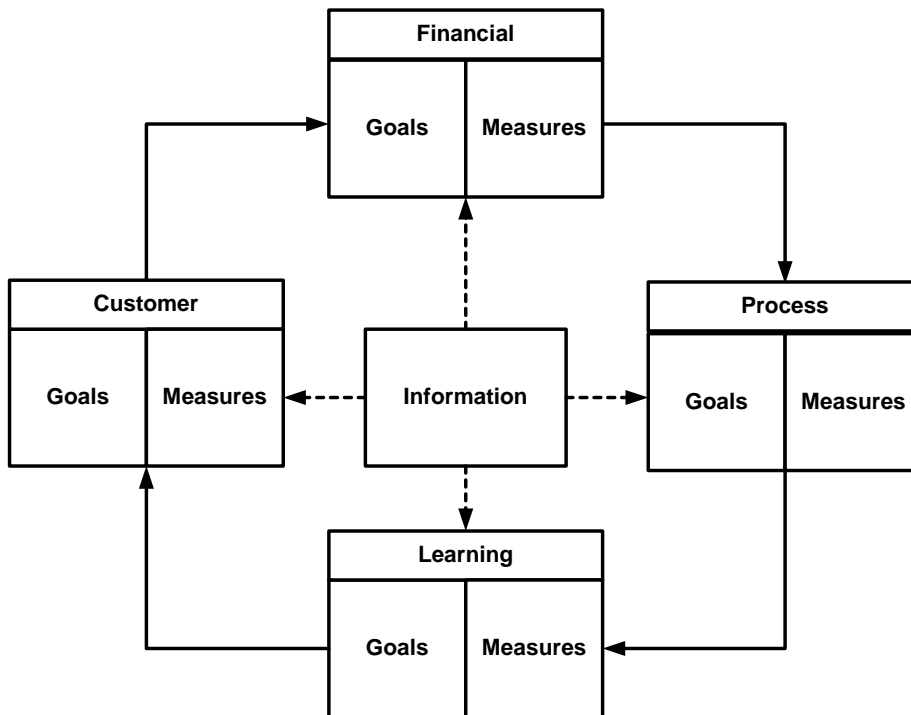 Financial
Goals
Measures
Customer
Goals
Measures
Information
Process
Goals
Measures
Learning
Goals
Measures